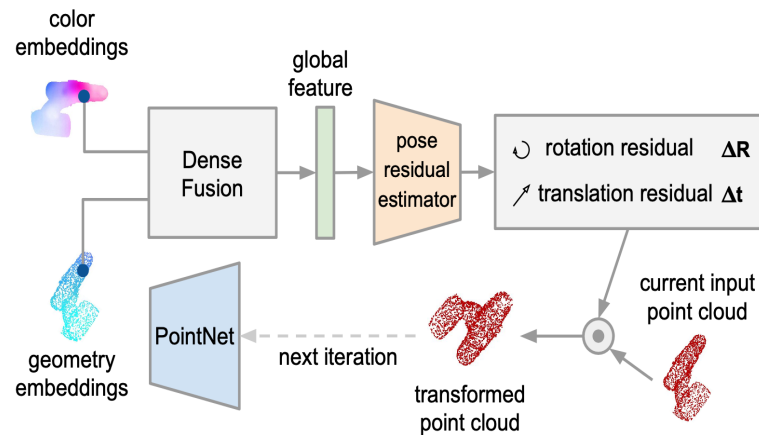 color
embeddings
global
feature
Dense
Fusion
pose
residual
estimator
rotation residual ΔR
translation residual Δt
geometry
embeddings
PointNet
next iteration
transformed
point cloud
current input
point cloud